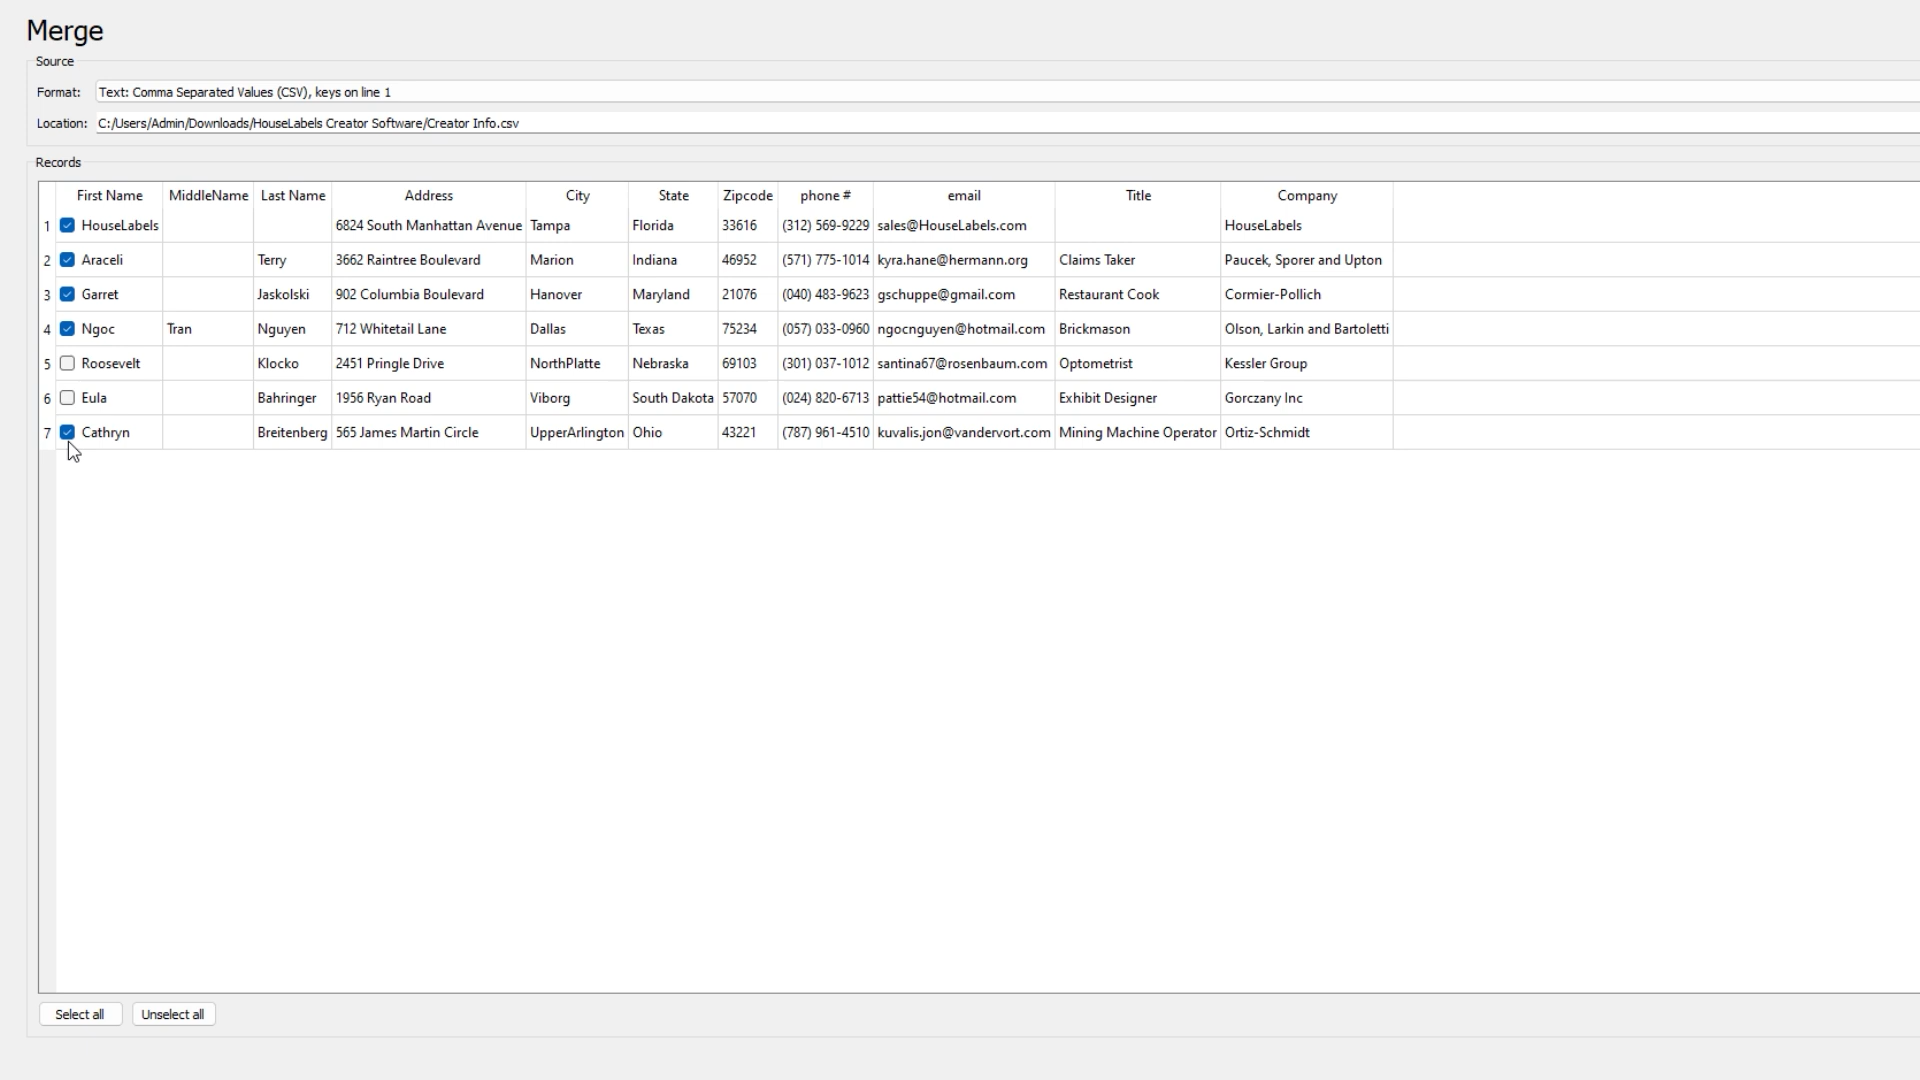 Merge
Source
Format: Text: Comma Separated Values (CSV), keys on line 1
Location: C:/Users/Admin/Downloads/HouseLabels Creator Software/Creator Info.csv
Records
First Name MiddleName Last Name Address City State Zipcode phone # email Title Company
1 HouseLabels 6824 South Manhattan Avenue Tampa Florida 33616 (312) 569-9229 sales@HouseLabels.com HouseLabels
2 Araceli Terry 3662 Raintree Boulevard Marion Indiana 46952 (571) 775-1014 kyra.hane@hermann.org Claims Taker Paucek, Sporer and Upton
3 Garret Jaskolski 902 Columbia Boulevard Hanover Maryland 21076 (040) 483-9623 gschuppe@gmail.com Restaurant Cook Cormier-Pollich
4 Ngoc Tran Nguyen 712 Whitetail Lane Dallas Texas 75234 (057) 033-0960 ngocnguyen@hotmail.com Brickmason Olson, Larkin and Bartoletti
5 Roosevelt Klocko 2451 Pringle Drive NorthPlatte Nebraska 69103 (301) 037-1012 santina67@rosenbaum.com Optometrist Kessler Group
6 Eula Bahringer 1956 Ryan Road Viborg South Dakota 57070 (024) 820-6713 pattie54@hotmail.com Exhibit Designer Gorczany Inc
7 Cathryn Breitenberg 565 James Martin Circle UpperArlington Ohio 43221 (787) 961-4510 kuvalis.jon@vandervort.com Mining Machine Operator Ortiz-Schmidt
Select all Unselect all